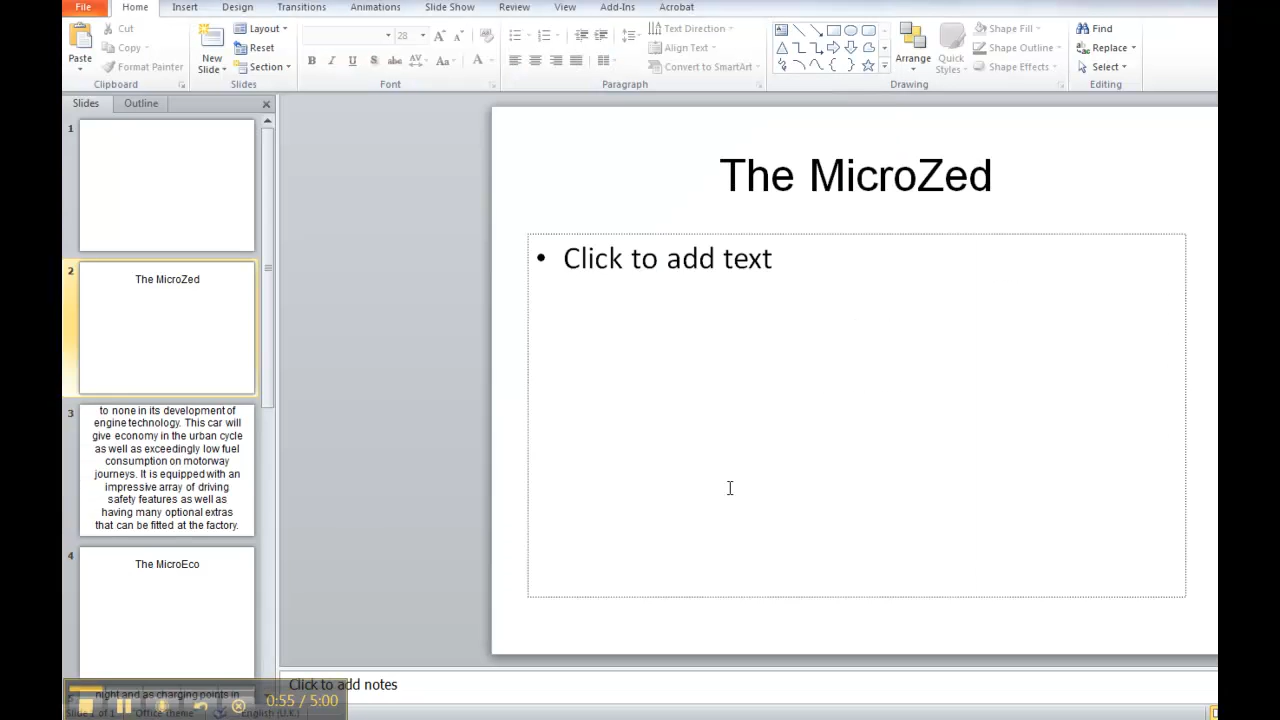 File Home Insert Design Transitions Animations Slide Show Review View Add-Ins Acrobat
Paste
Cut
Copy
Format Painter
Clipboard
New
Slide
Layout
Reset
Section
Slides
28
B I U S abc AV Aa A
Font
Text Direction
Align Text
Convert to SmartArt
Paragraph
Arrange
Quick
Styles
Shape Fill
Shape Outline
Shape Effects
Drawing
Find
Replace
Select
Editing
Slides Outline
1
2
The MicroZed
3
to none in its development of
engine technology. This car will
give economy in the urban cycle
as well as exceedingly low fuel
consumption on motorway
journeys. It is equipped with an
impressive array of driving
safety features as well as
having many optional extras
that can be fitted at the factory.
4
The MicroEco
night and as charging points in
The MicroZed
• Click to add text
Click to add notes
0:55 / 5:00
Slide 1 of 1 "Office Theme" English (U.K.)